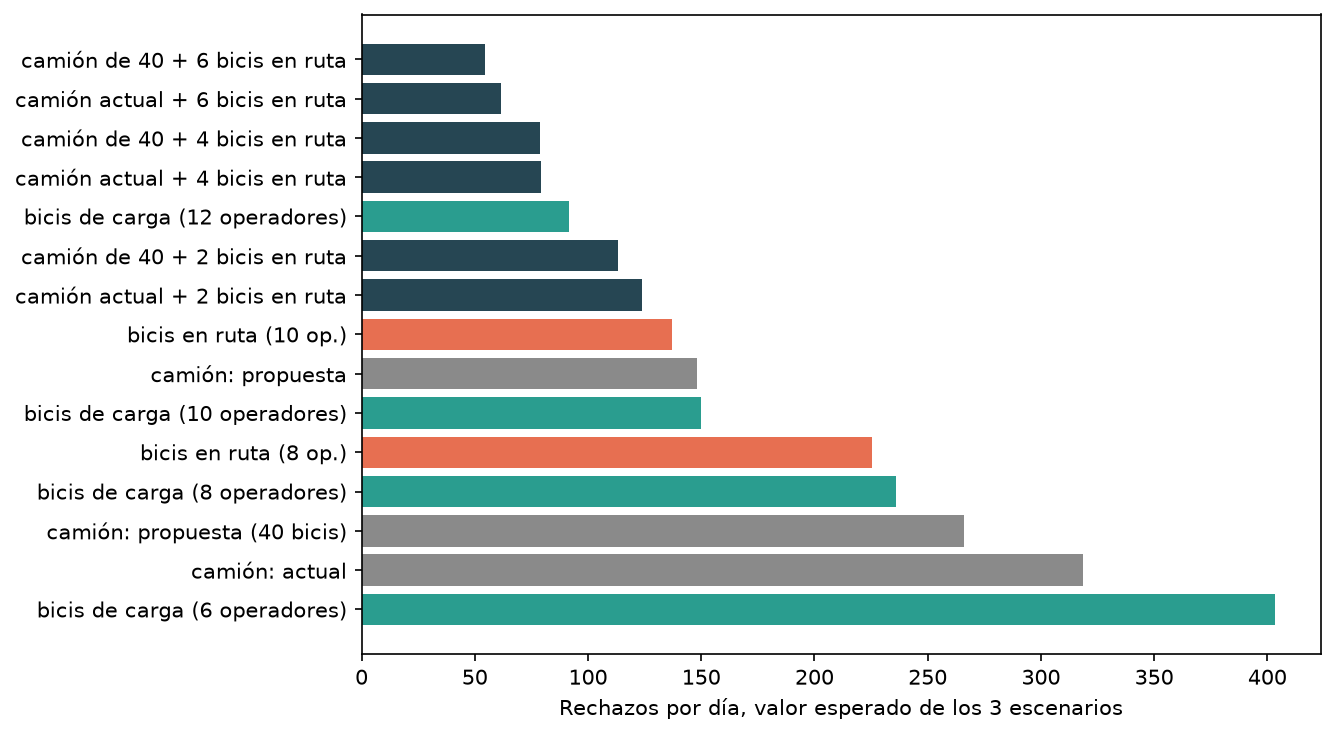 camión de 40 + 6 bicis en ruta
camión actual + 6 bicis en ruta
camión de 40 + 4 bicis en ruta
camión actual + 4 bicis en ruta
bicis de carga (12 operadores)
camión de 40 + 2 bicis en ruta
camión actual + 2 bicis en ruta
bicis en ruta (10 op.)
camión: propuesta
bicis de carga (10 operadores)
bicis en ruta (8 op.)
bicis de carga (8 operadores)
camión: propuesta (40 bicis)
camión: actual
bicis de carga (6 operadores)
0 50 100 150 200 250 300 350 400
Rechazos por día, valor esperado de los 3 escenarios